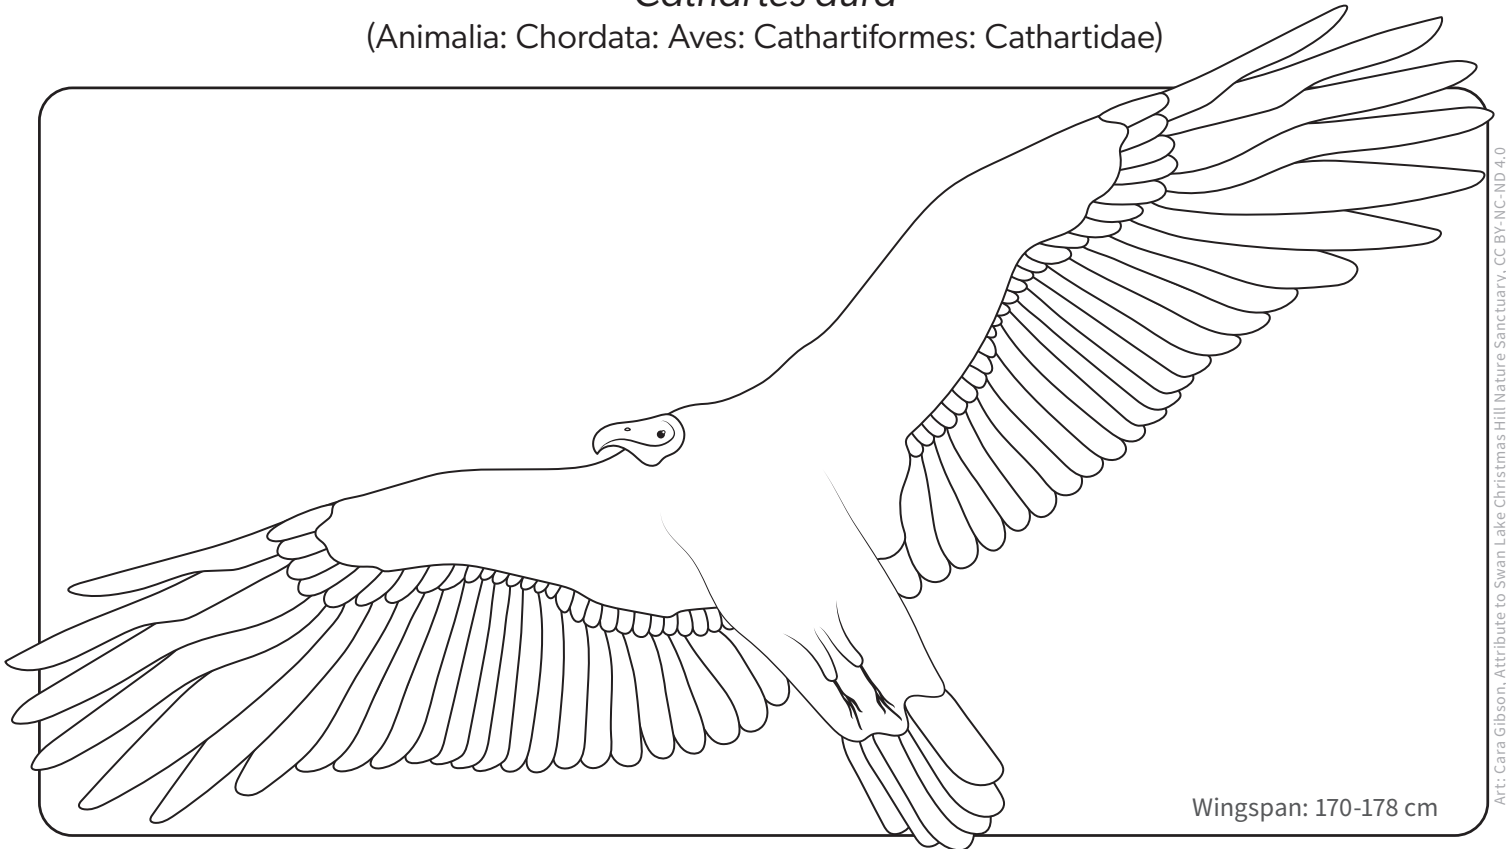 Cathartes aura
(Animalia: Chordata: Aves: Cathartiformes: Cathartidae)
Art: Cara Gibson. Attribute to Swan Lake Christmas Hill Nature Sanctuary. CC BY-NC-ND 4.0
Wingspan: 170-178 cm